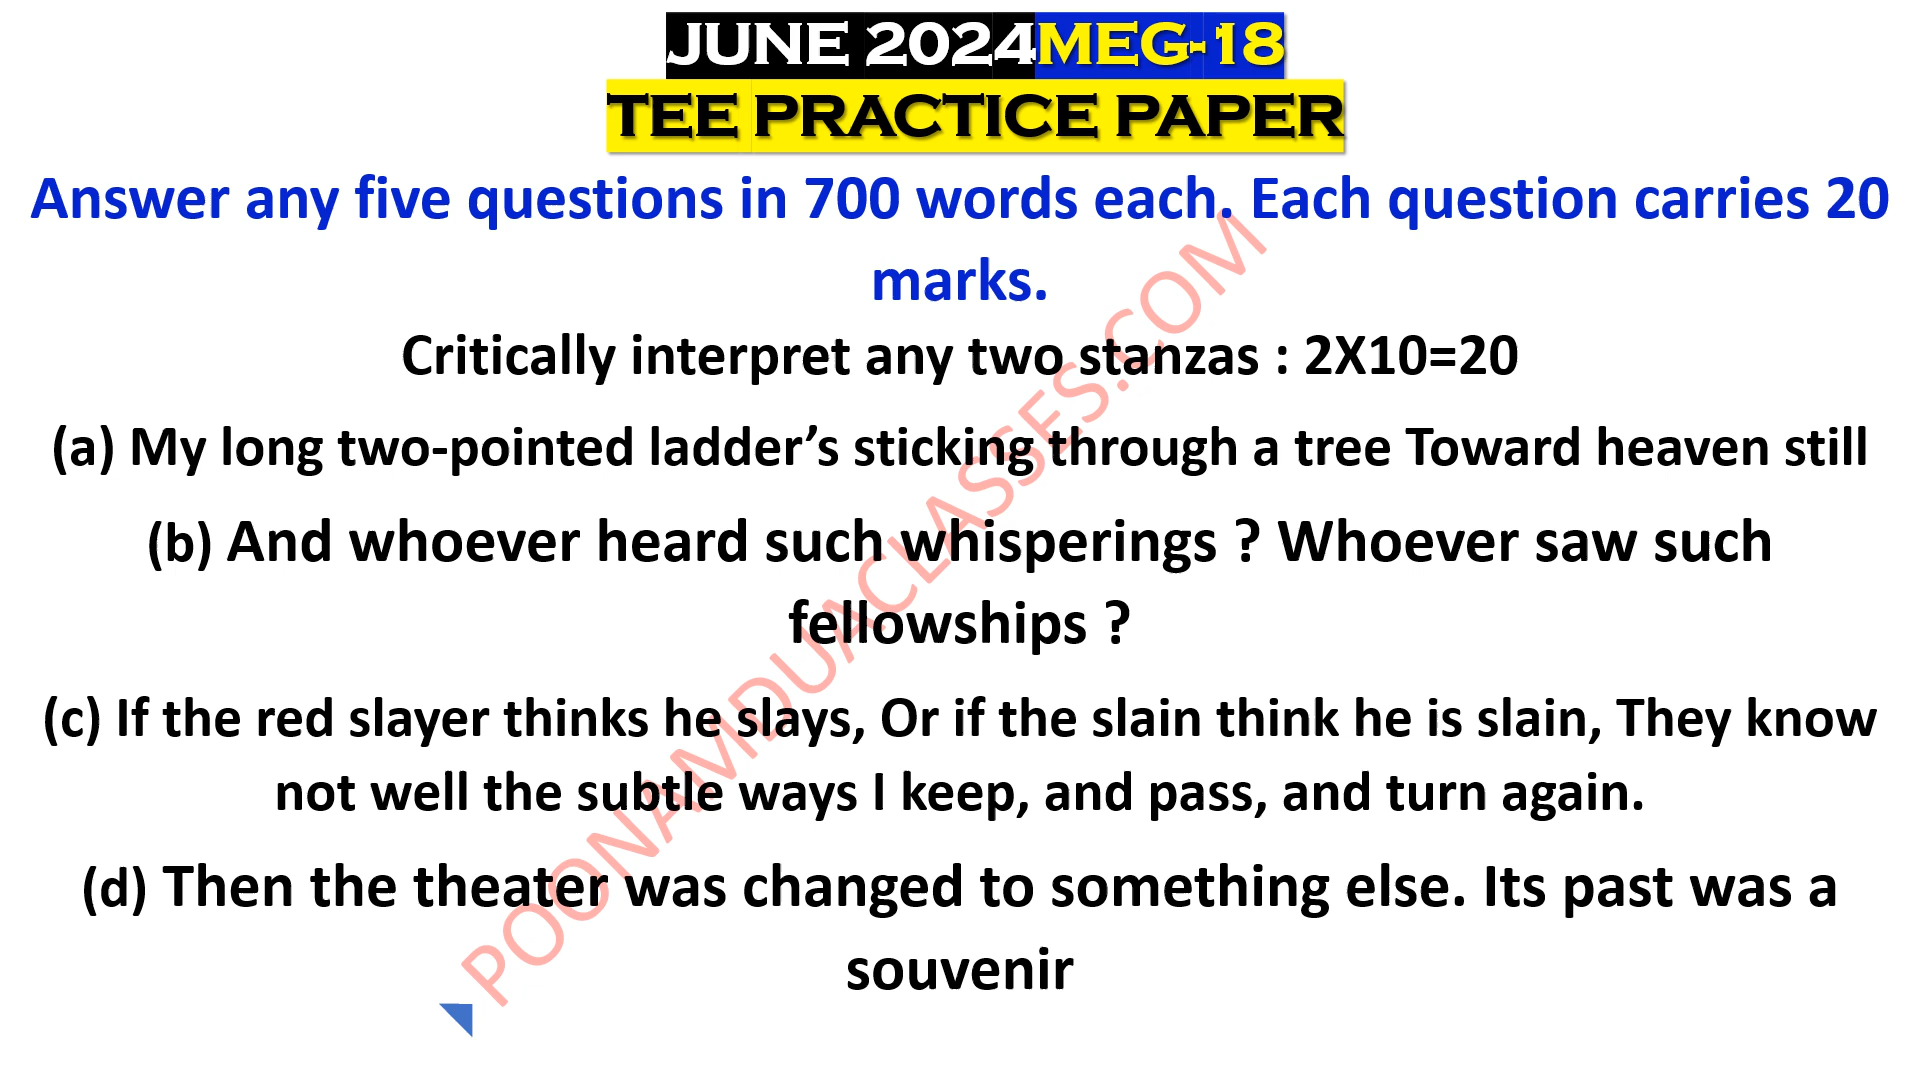 JUNE 2024MEG-18
TEE PRACTICE PAPER
Answer any five questions in 700 words each. Each question carries 20
marks.
Critically interpret any two stanzas : 2X10=20
(a) My long two-pointed ladder’s sticking through a tree Toward heaven still
(b) And whoever heard such whisperings ? Whoever saw such
fellowships ?
(c) If the red slayer thinks he slays, Or if the slain think he is slain, They know
not well the subtle ways I keep, and pass, and turn again.
(d) Then the theater was changed to something else. Its past was a
souvenir
POONAMDUACLASSES.COM